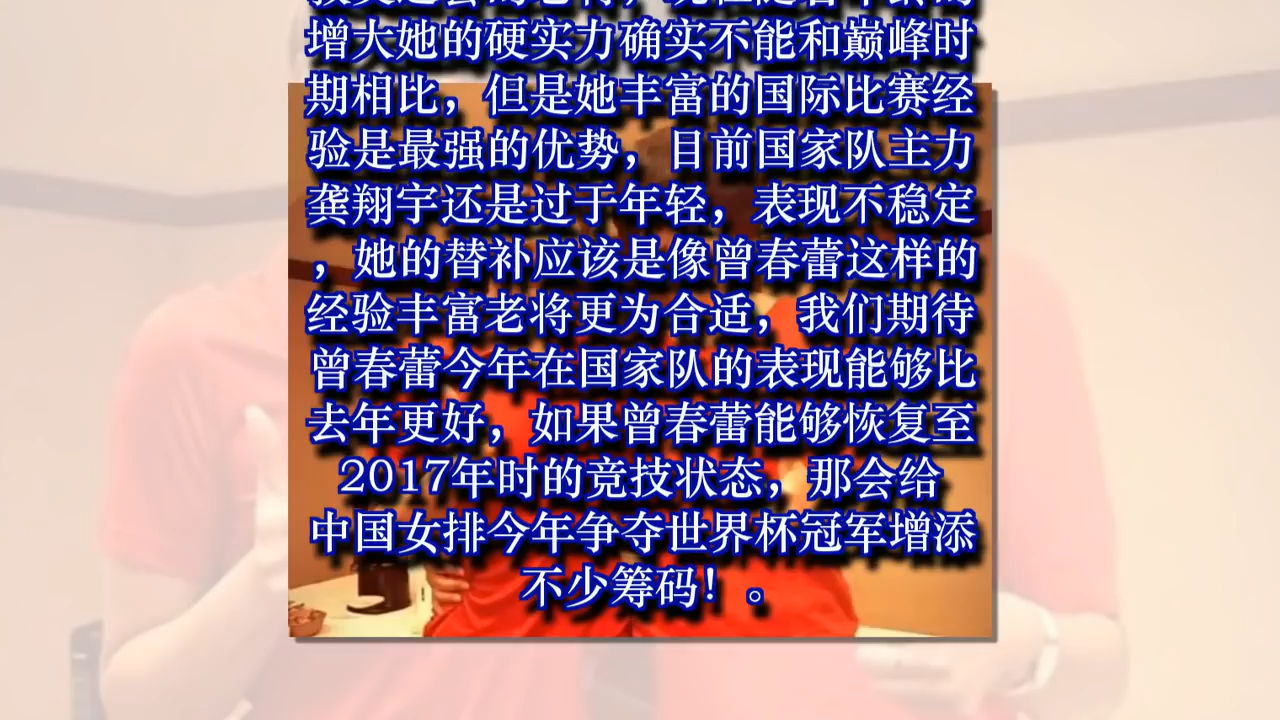 增大她的硬实力确实不能和巅峰时
期相比，但是她丰富的国际比赛经
验是最强的优势，目前国家队主力
龚翔宇还是过于年轻，表现不稳定
，她的替补应该是像曾春蕾这样的
经验丰富老将更为合适，我们期待
曾春蕾今年在国家队的表现能够比
去年更好，如果曾春蕾能够恢复至
2017年时的竞技状态，那会给
中国女排今年争夺世界杯冠军增添
不少筹码！。